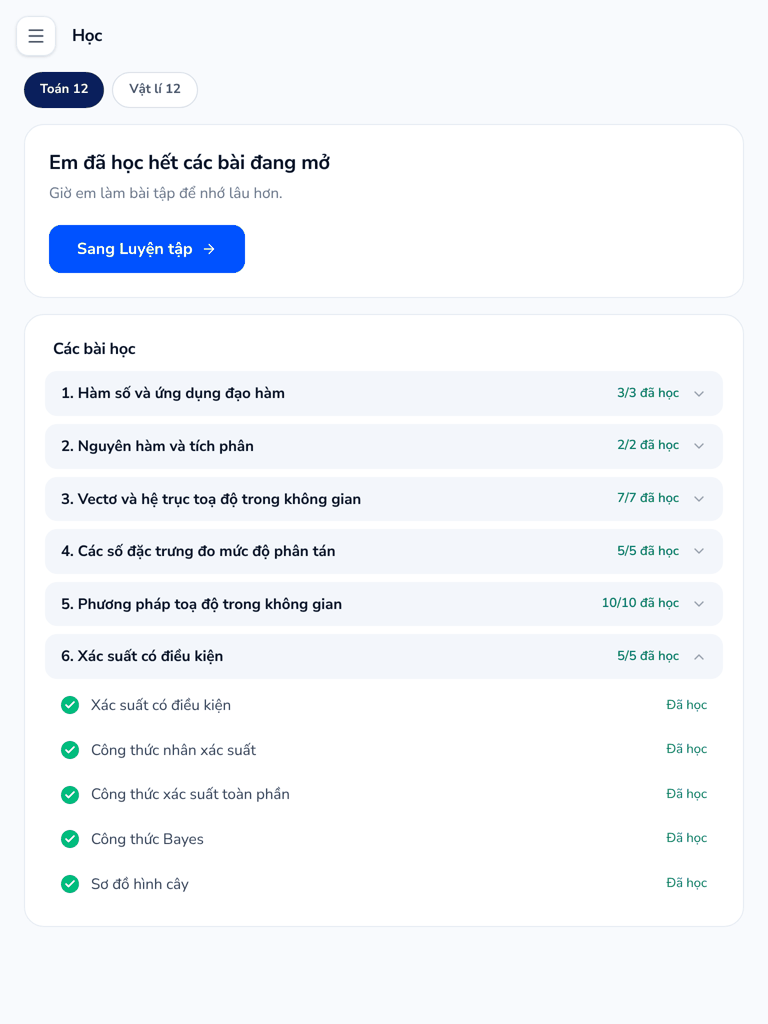 Học
Toán 12
Vật lí 12
Em đã học hết các bài đang mở
Giờ em làm bài tập để nhớ lâu hơn.
Sang Luyện tập →
Các bài học
1. Hàm số và ứng dụng đạo hàm 3/3 đã học
2. Nguyên hàm và tích phân 2/2 đã học
3. Vectơ và hệ trục toạ độ trong không gian 7/7 đã học
4. Các số đặc trưng đo mức độ phân tán 5/5 đã học
5. Phương pháp toạ độ trong không gian 10/10 đã học
6. Xác suất có điều kiện 5/5 đã học
Xác suất có điều kiện Đã học
Công thức nhân xác suất Đã học
Công thức xác suất toàn phần Đã học
Công thức Bayes Đã học
Sơ đồ hình cây Đã học